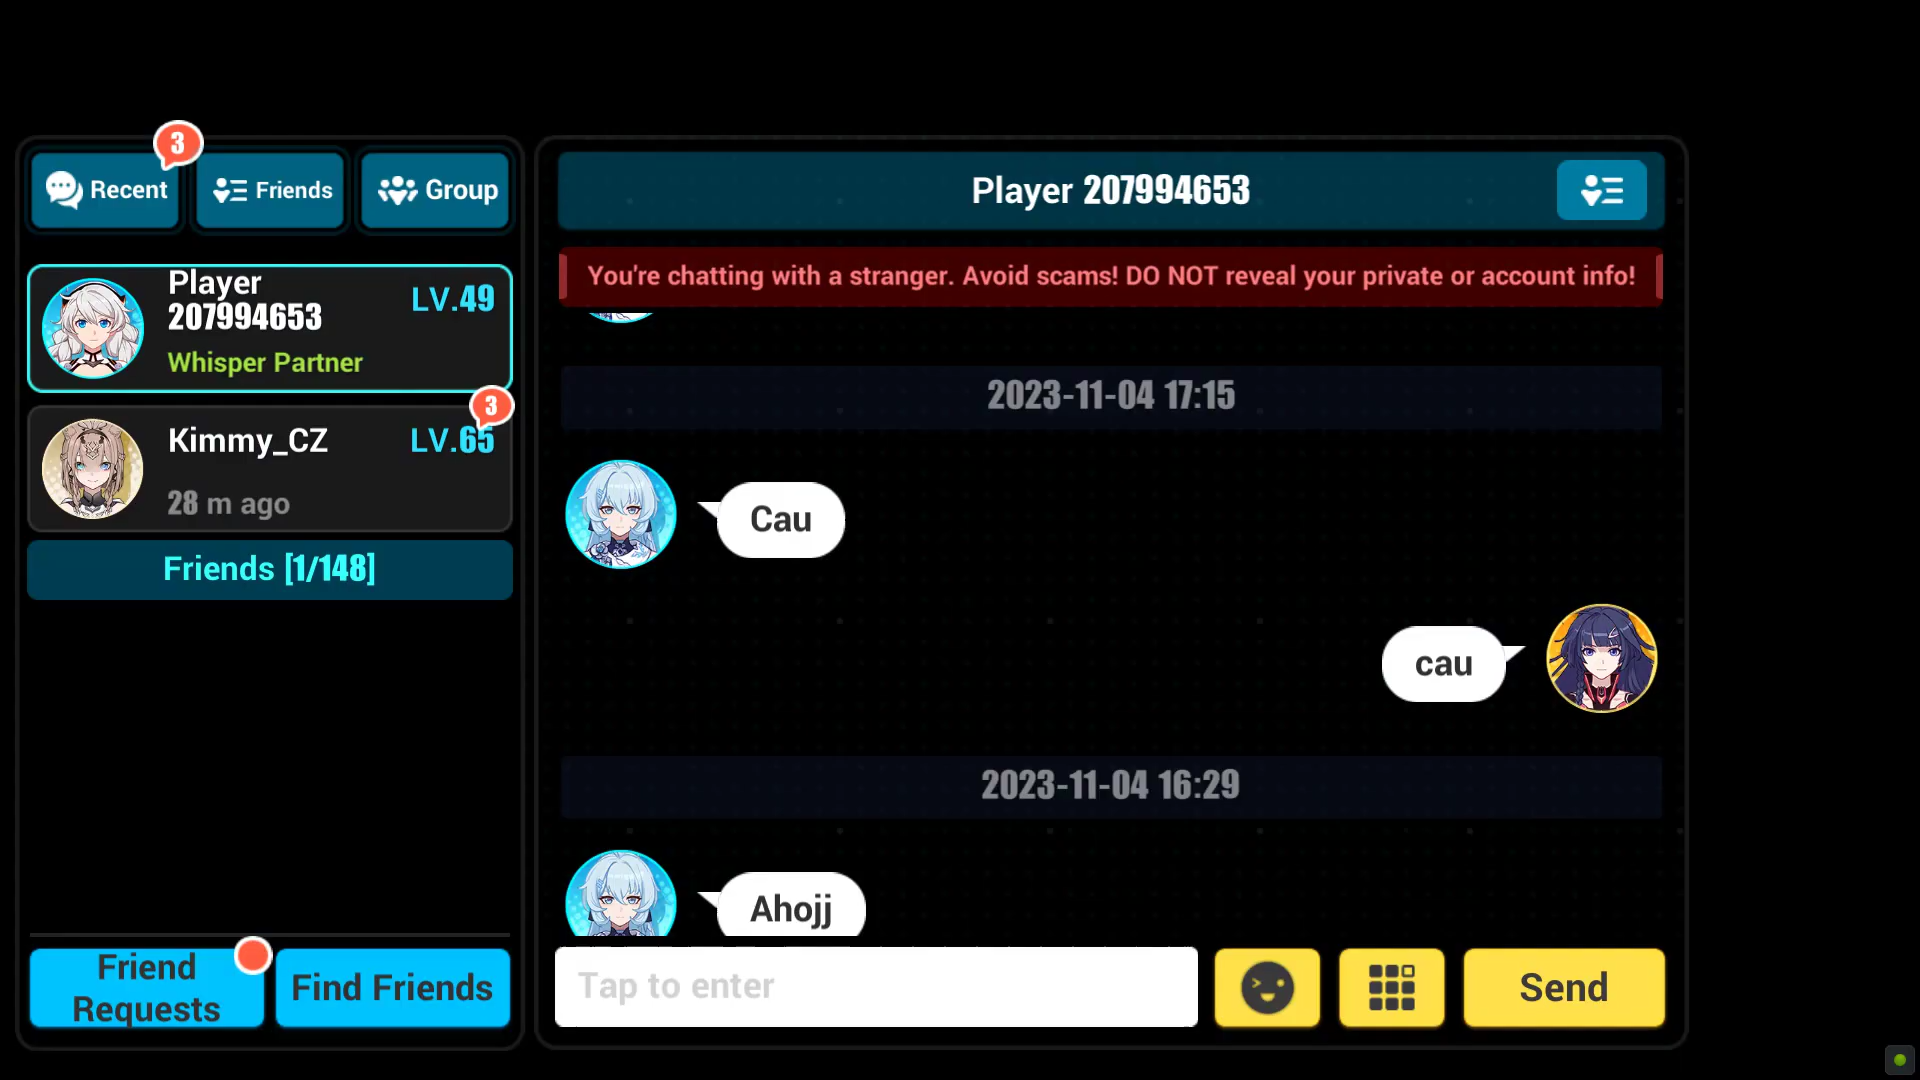 3
Recent
Friends
Group
Player
207994653
LV.49
Whisper Partner
3
Kimmy_CZ
LV.65
28 m ago
Friends [1/148]
Friend
Requests
Find Friends
Player 207994653
You're chatting with a stranger. Avoid scams! DO NOT reveal your private or account info!
2023-11-04 17:15
Cau
cau
2023-11-04 16:29
Ahojj
Tap to enter
Send